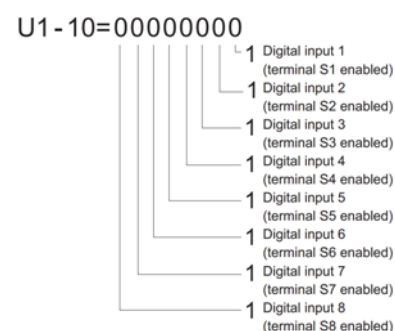 U1-10=00000000
1 Digital input 1
(terminal S1 enabled)
1 Digital input 2
(terminal S2 enabled)
1 Digital input 3
(terminal S3 enabled)
1 Digital input 4
(terminal S4 enabled)
1 Digital input 5
(terminal S5 enabled)
1 Digital input 6
(terminal S6 enabled)
1 Digital input 7
(terminal S7 enabled)
1 Digital input 8
(terminal S8 enabled)